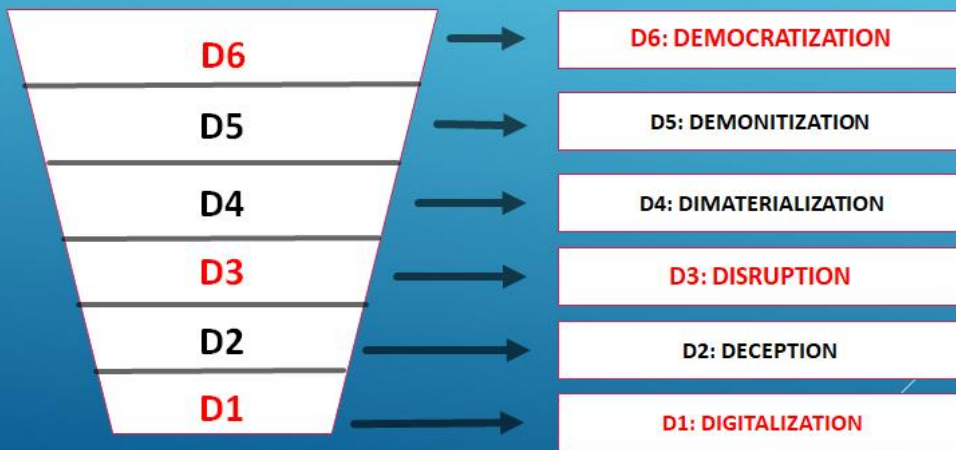 D6
D6: DEMOCRATIZATION
D5
D5: DEMONITIZATION
D4
D4: DIMATERIALIZATION
D3
D3: DISRUPTION
D2
D2: DECEPTION
D1
D1: DIGITALIZATION